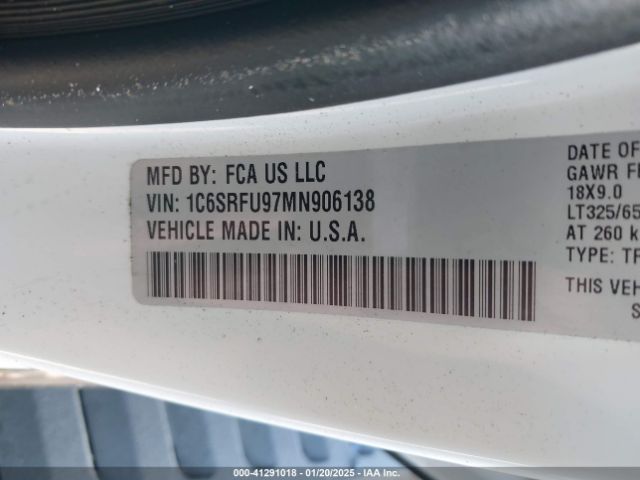 MFD BY: FCA US LLC
VIN: 1C6SRFU97MN906138
VEHICLE MADE IN: U.S.A.
DATE OF
GAWR F
18X9.0
LT325/65
AT 260 k
TYPE: TR
THIS VEH
S
000-41291018 - 01/20/2025 - IAA Inc.